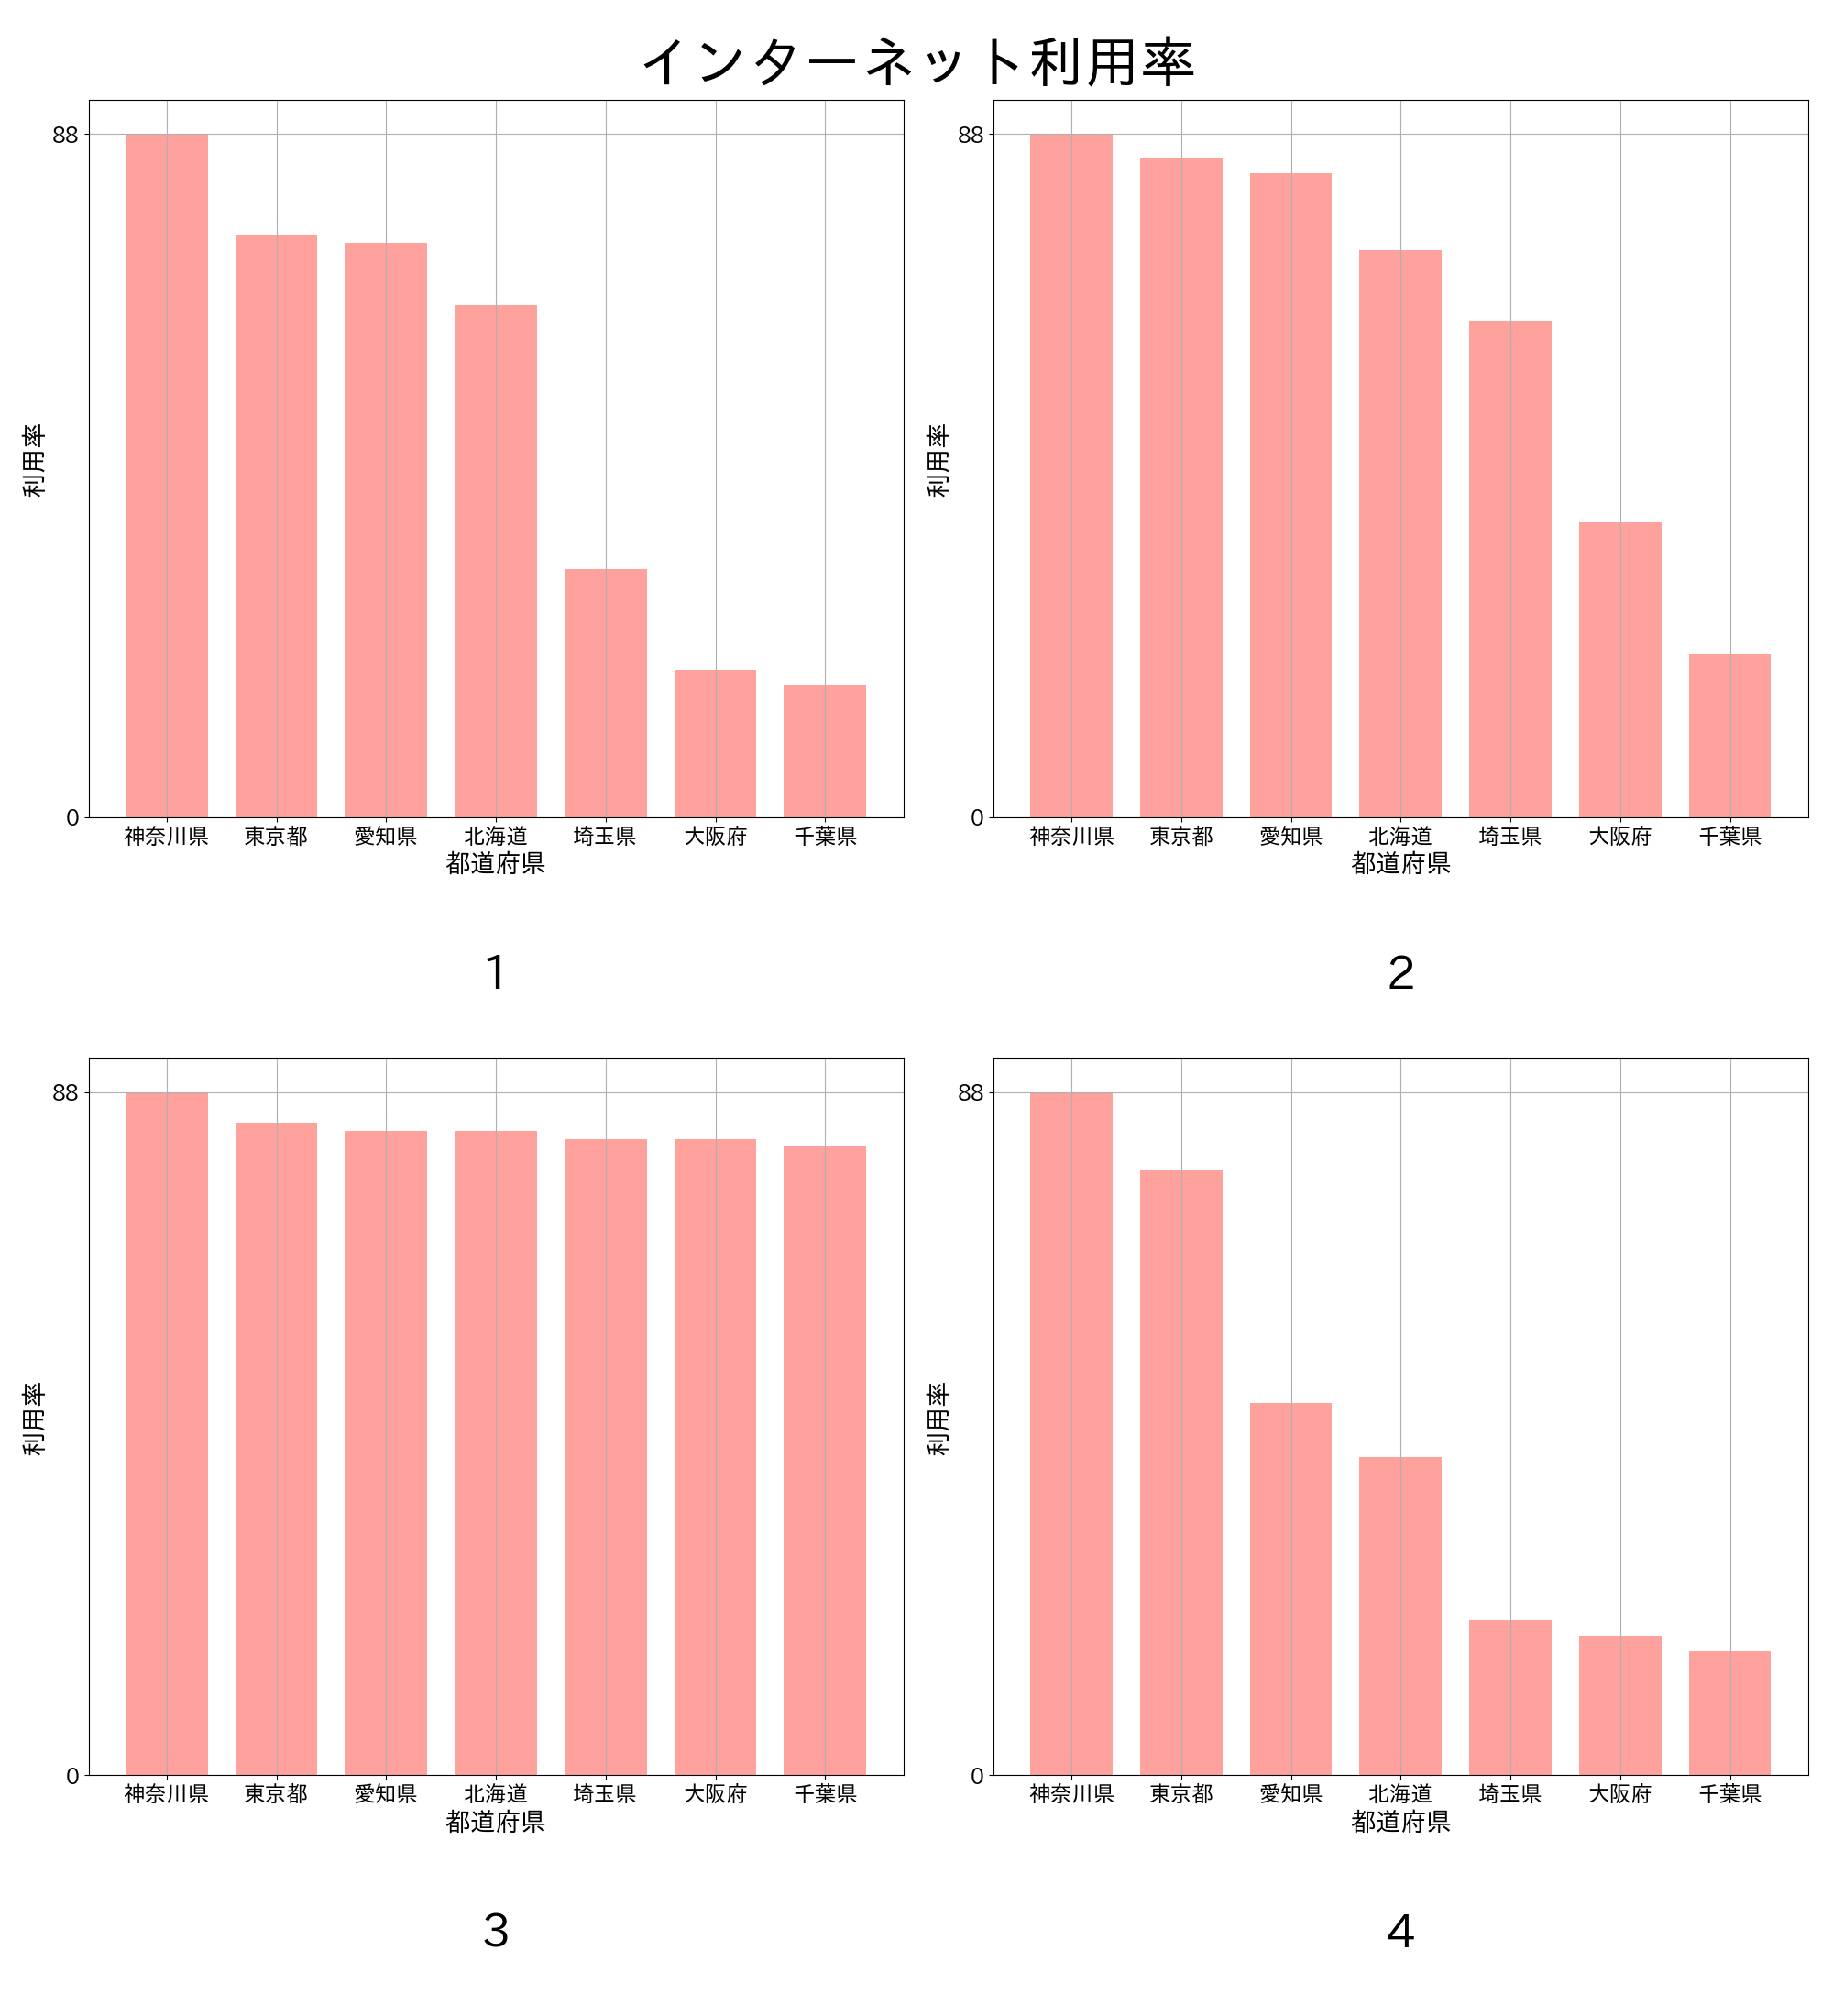 インターネット利用率
88
0
利用率
神奈川県 東京都 愛知県 北海道 埼玉県 大阪府 千葉県
都道府県
1
88
0
利用率
神奈川県 東京都 愛知県 北海道 埼玉県 大阪府 千葉県
都道府県
2
88
0
利用率
神奈川県 東京都 愛知県 北海道 埼玉県 大阪府 千葉県
都道府県
3
88
0
利用率
神奈川県 東京都 愛知県 北海道 埼玉県 大阪府 千葉県
都道府県
4